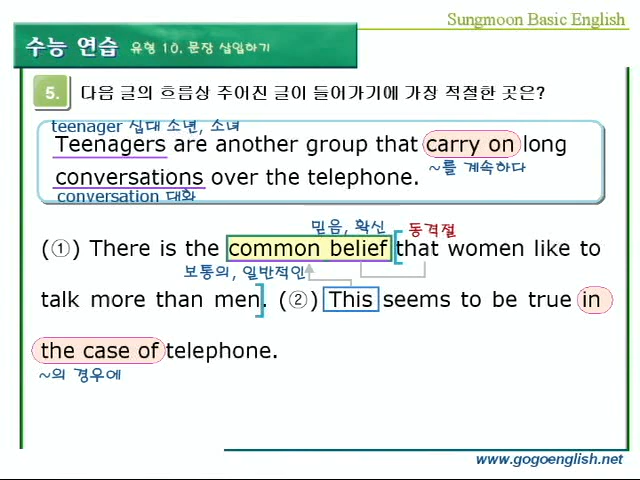 Sungmoon Basic English
수능 연습 유형 10. 문장 삽입하기
5. 다음 글의 흐름상 주어진 글이 들어가기에 가장 적절한 곳은?
teenager 십대 소년, 소녀
Teenagers are another group that carry on long
~를 계속하다
conversations over the telephone.
conversation 대화
믿음, 확신 동격절
(①) There is the common belief that women like to
보통의, 일반적인
talk more than men. (②) This seems to be true in
the case of telephone.
~의 경우에
www.gogoenglish.net